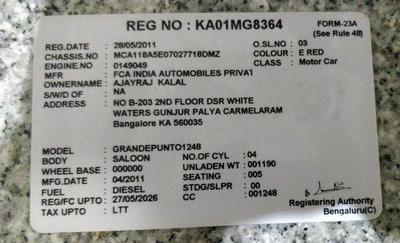 REG NO : KA01MG8364
FORM-23A
(See Rule 48)
REG.DATE : 28/05/2011
O.SL.NO : 03
CHASSIS.NO : MCA118A5E07027718DMZ
COLOUR : E RED
ENGINE.NO : 0149049
CLASS : Motor Car
MFR : FCA INDIA AUTOMOBILES PRIVAT
OWNER : AJAYRAJ KALAL
S/W/D OF : NA
ADDRESS : NO B-203 2ND FLOOR DSR WHITE
WATERS GUNJUR PALYA CARMELARAM
Bangalore KA 560035
MODEL : GRANDEPUNTO1248
BODY : SALOON
NO.OF CYL : 04
WHEEL BASE : 000000
UNLADEN WT : 001190
MFG.DATE : 04/2011
SEATING : 005
FUEL : DIESEL
STDG/SLPR : 00
REG/FC UPTO : 27/05/2026
CC : 001248
TAX UPTO : LTT
Registering Authority
Bengaluru(C)